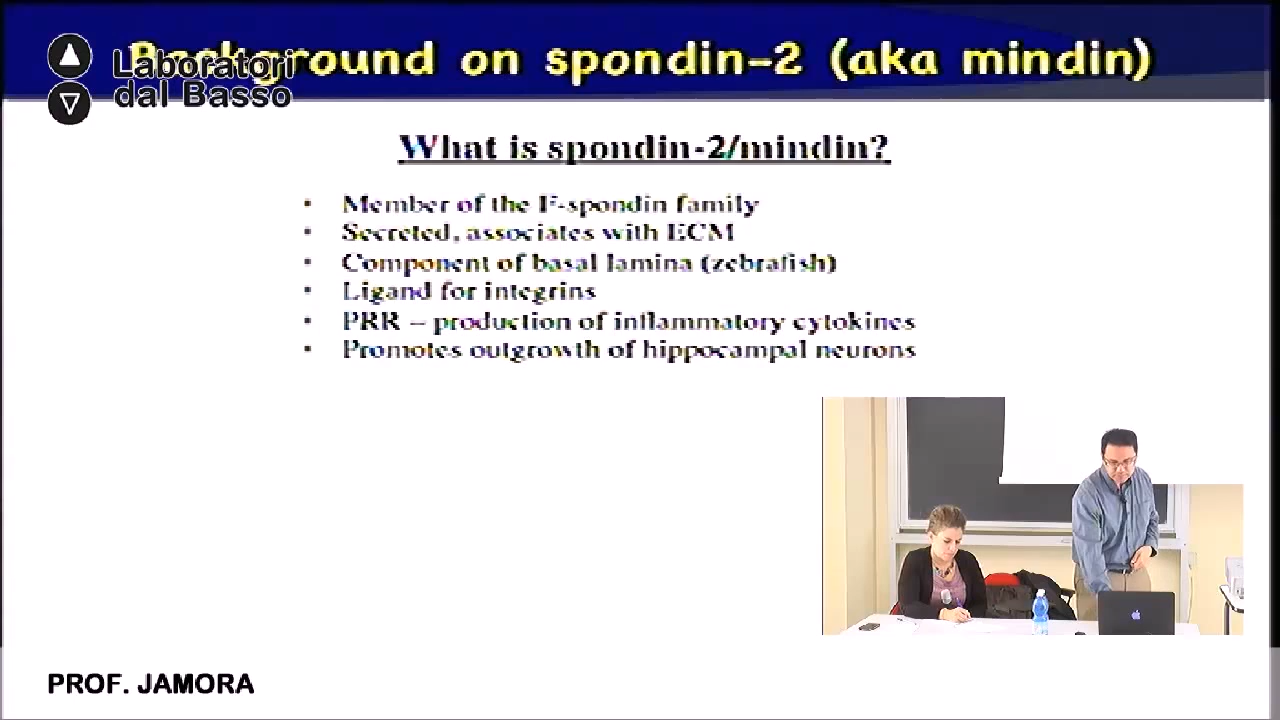 Background on spondin-2 (aka mindin)
Laboratori
dal Basso
What is spondin-2/mindin?
• Member of the F-spondin family
• Secreted, associates with ECM
• Component of basal lamina (zebrafish)
• Ligand for integrins
• PRR – production of inflammatory cytokines
• Promotes outgrowth of hippocampal neurons
PROF. JAMORA